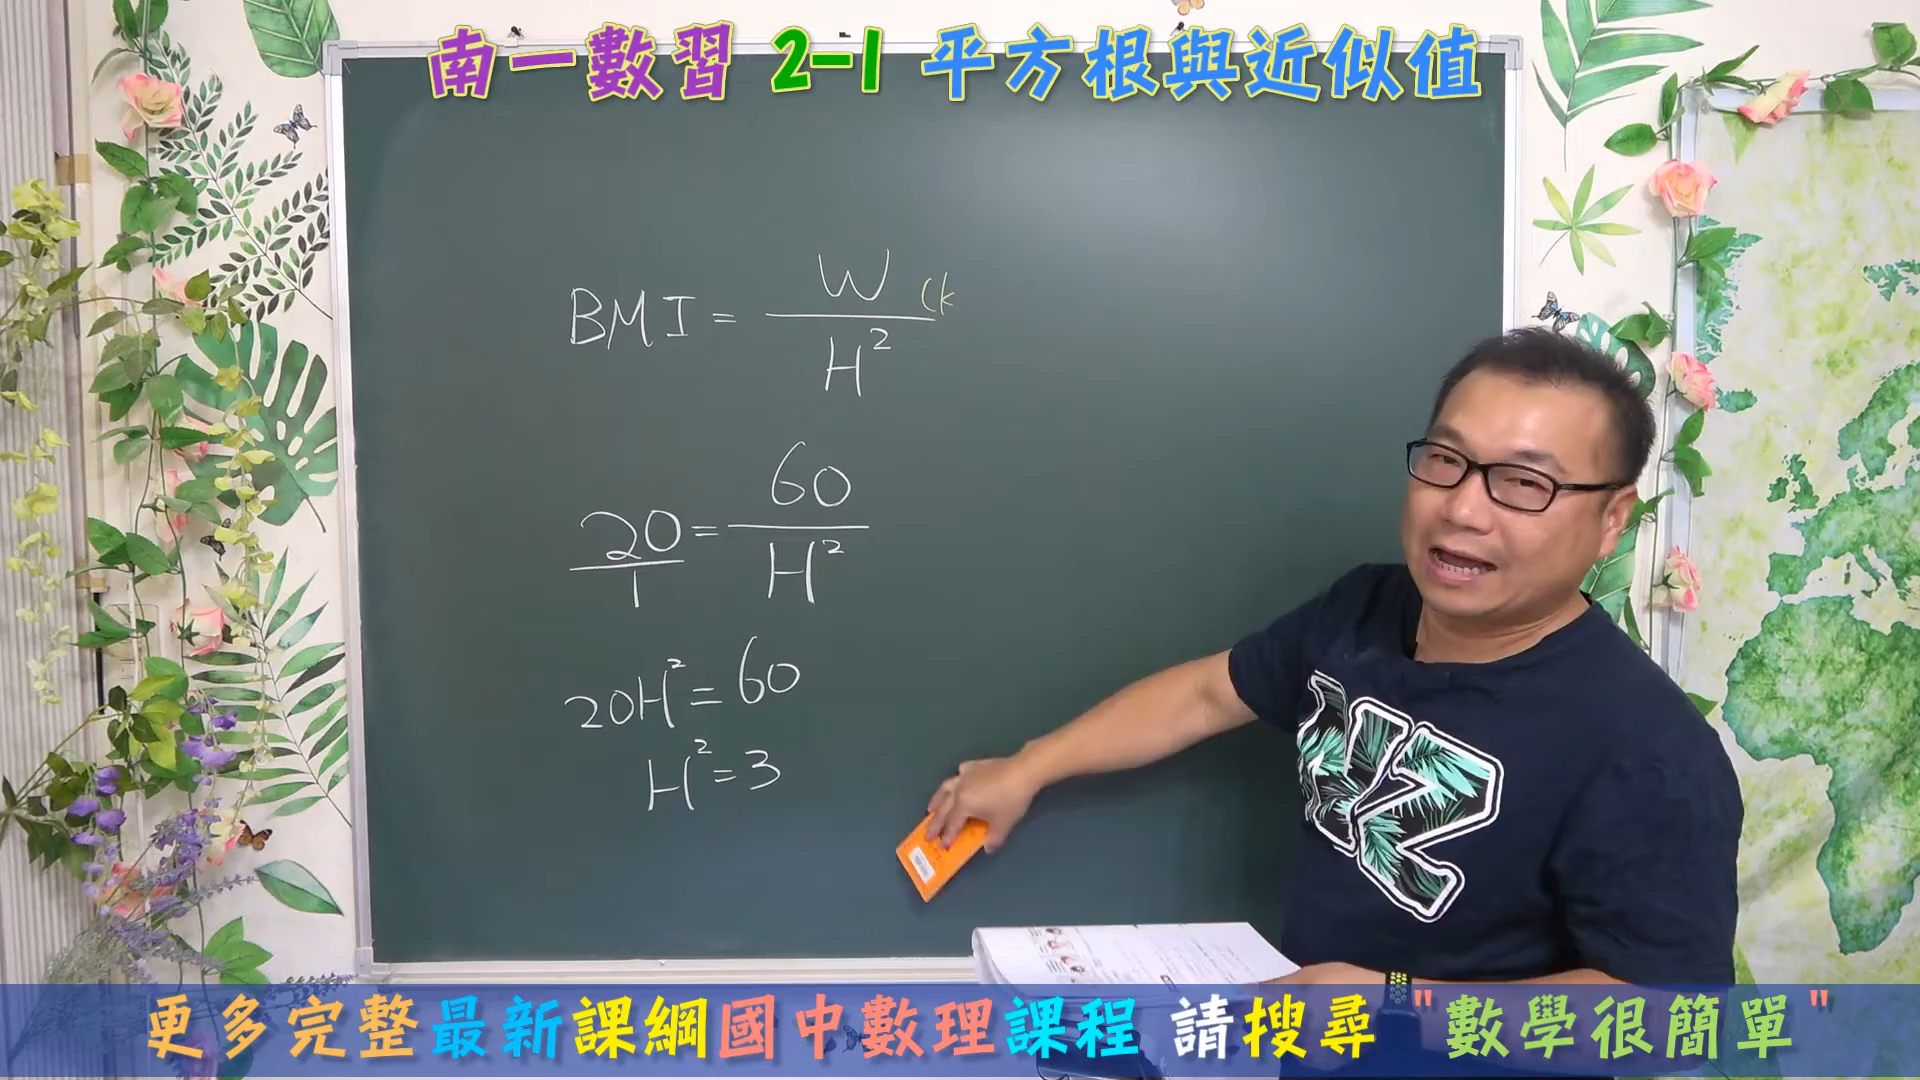 南一數習 2-1 平方根與近似值
BMI = W/H² (k
20/1 = 60/H²
20H² = 60
H² = 3
更多完整最新課綱國中數理課程 請搜尋 "數學很簡單"